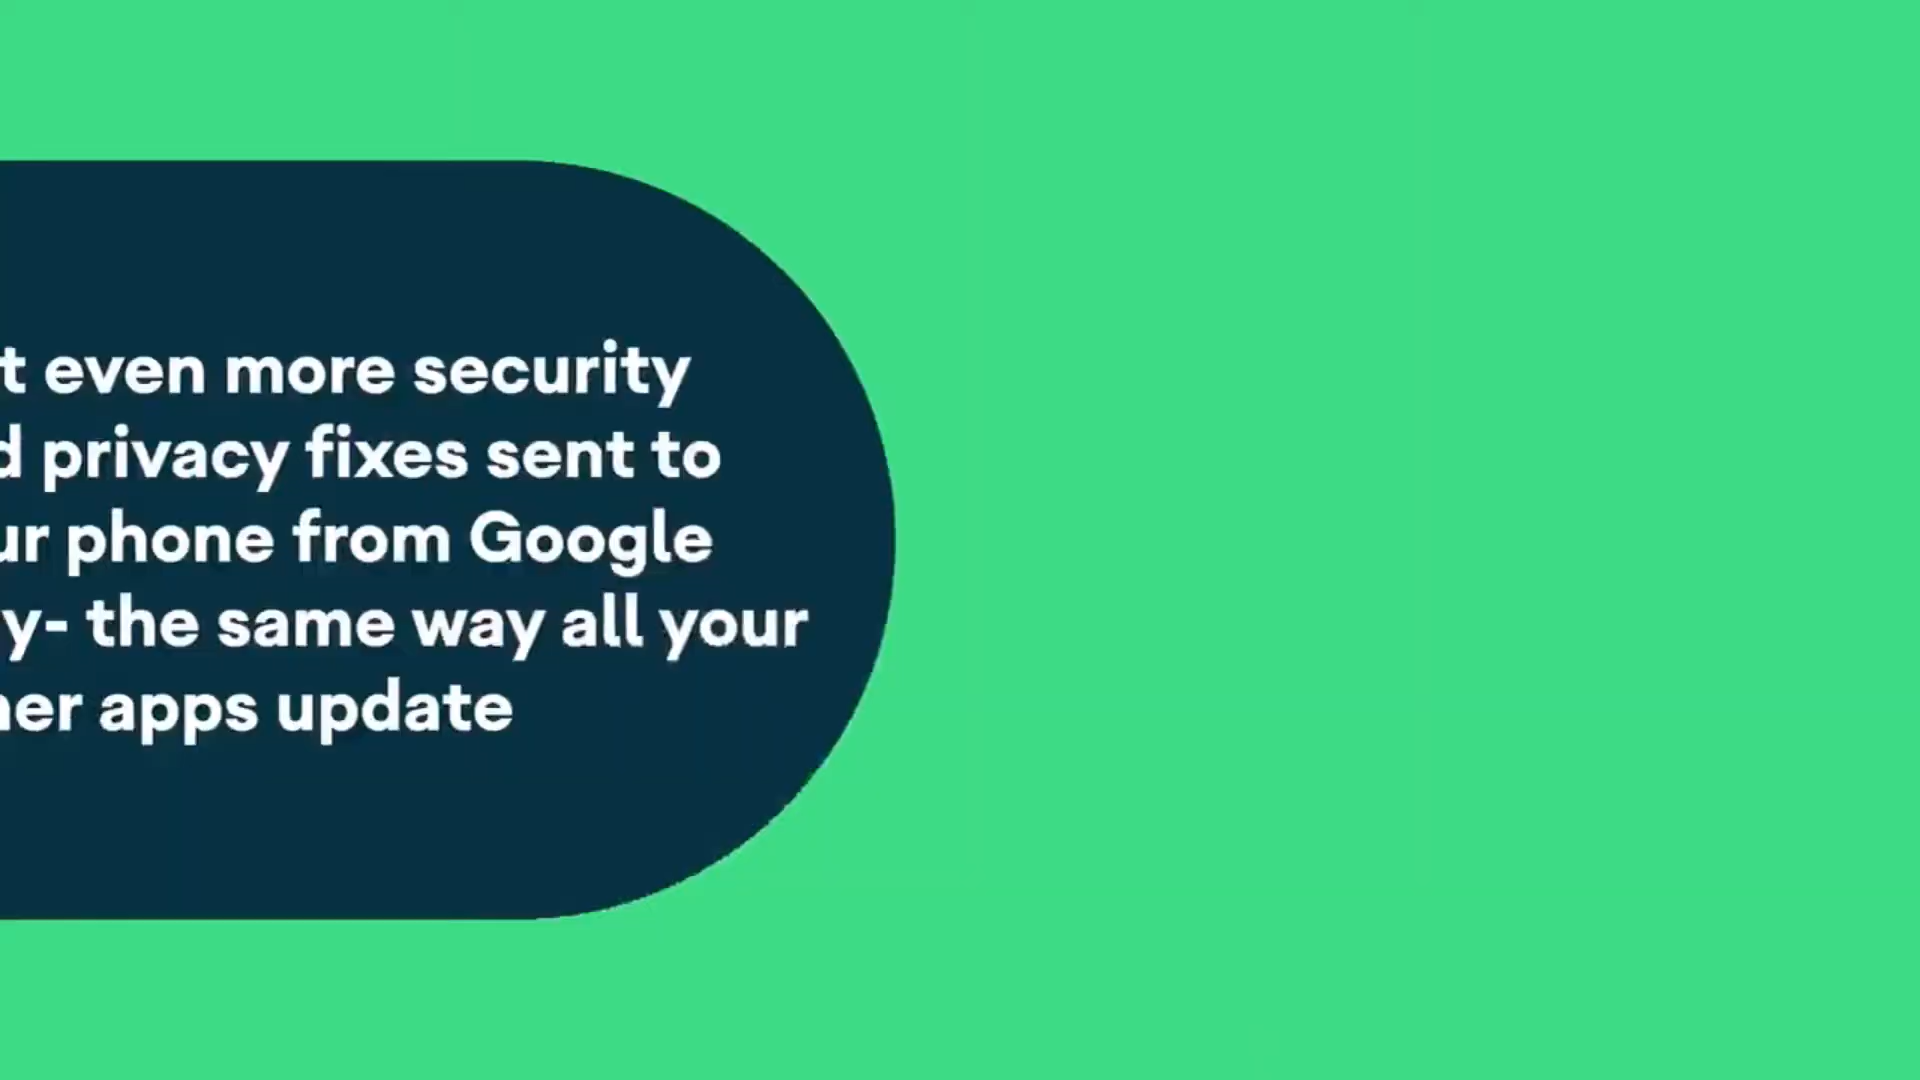 t even more security
d privacy fixes sent to
ur phone from Google
y- the same way all your
her apps update